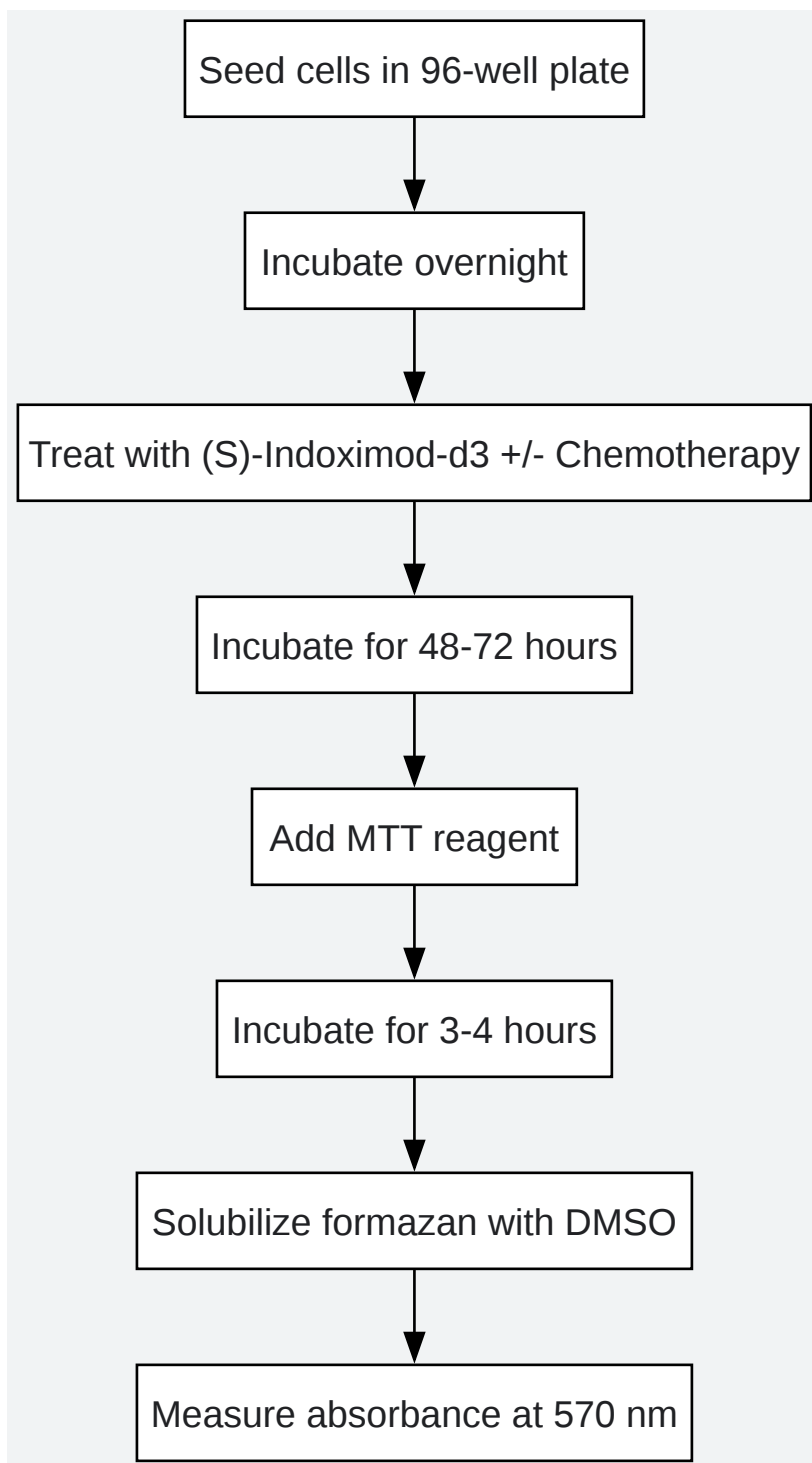 Seed cells in 96-well plate
Incubate overnight
Treat with (S)-Indoximod-d3 +/- Chemotherapy
Incubate for 48-72 hours
Add MTT reagent
Incubate for 3-4 hours
Solubilize formazan with DMSO
Measure absorbance at 570 nm